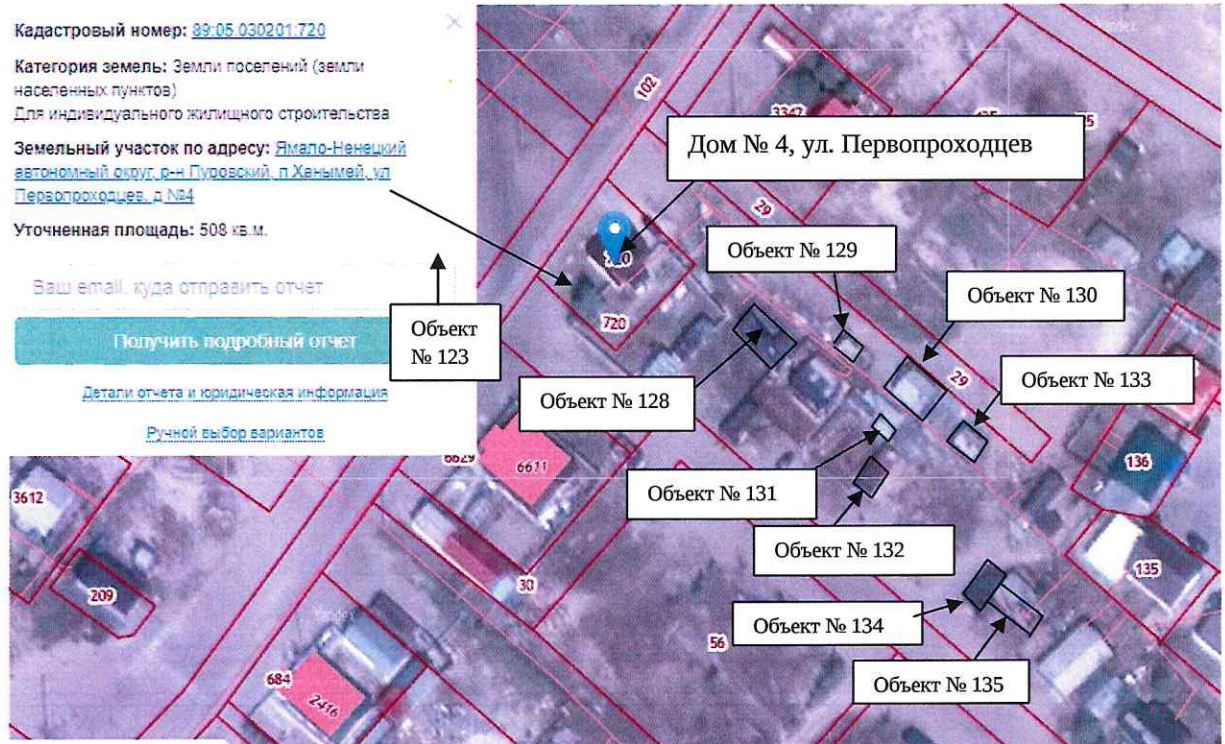 Кадастровый номер: 89:05:030201:720
Категория земель: Земли поселений (земли
населенных пунктов)
Для индивидуального жилищного строительства
Земельный участок по адресу: Ямало-Ненецкий
автономный округ, р-н Пуровский, п Ханымей, ул
Первопроходцев, д №4
Уточненная площадь: 508 кв.м.
Ваш email, куда отправить отчет
Получить подробный отчет
Детали отчета и юридическая информация
Ручной выбор вариантов
Объект
№ 123
Yandex
102
3347
Дом № 4, ул. Первопроходцев
29
Объект № 129
Объект № 130
720
Объект № 133
29
Объект № 128
6629
6611
136
3612
Объект № 131
Объект № 132
135
209
30
Yandex
Объект № 134
56
Объект № 135
684
2416